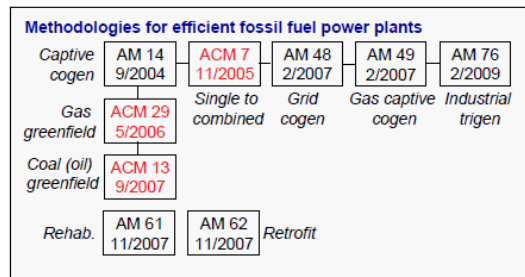 Methodologies for efficient fossil fuel power plants
Captive cogen
AM 14 9/2004
ACM 7 11/2005
AM 48 2/2007
AM 49 2/2007
AM 76 2/2009
Single to combined
Grid cogen
Gas captive cogen
Industrial trigen
Gas greenfield
ACM 29 5/2006
Coal (oil) greenfield
ACM 13 9/2007
Rehab.
AM 61 11/2007
AM 62 11/2007
Retrofit